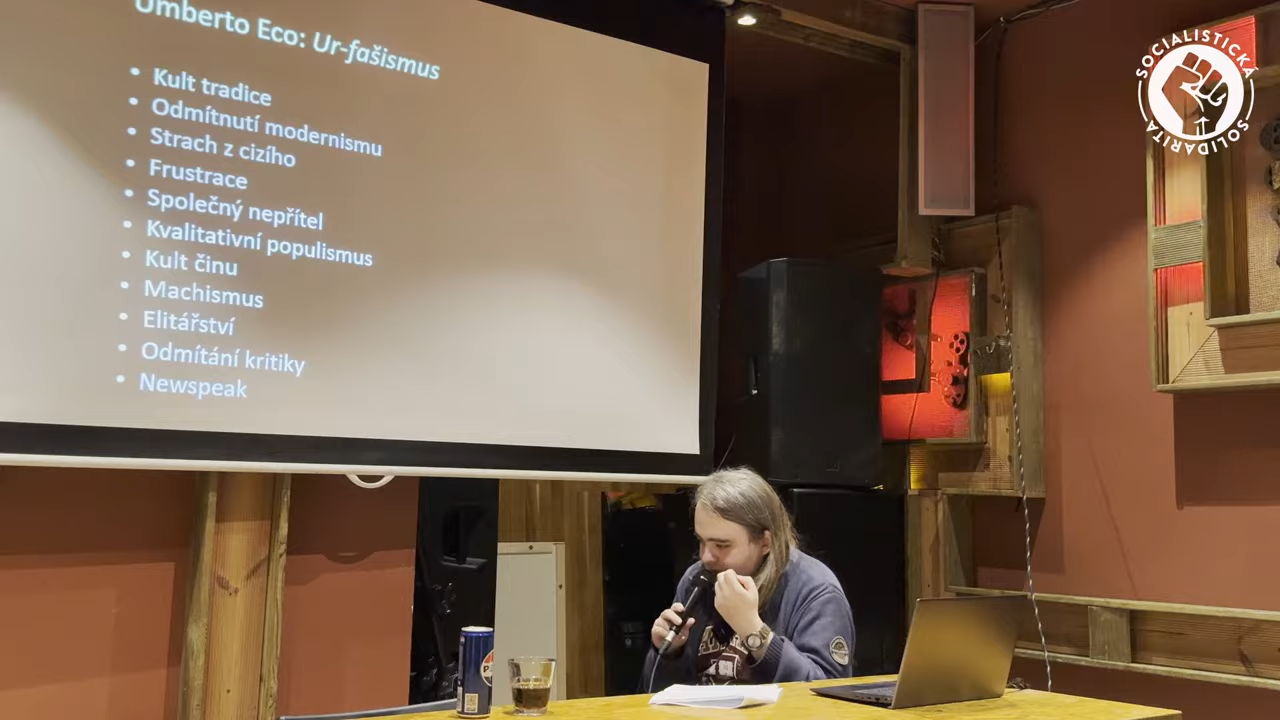 Umberto Eco: Ur-fašismus
• Kult tradice
• Odmítnutí modernismu
• Strach z cizího
• Frustrace
• Společný nepřítel
• Kvalitativní populismus
• Kult činu
• Machismus
• Elitářství
• Odmítání kritiky
• Newspeak
SOCIALISTICKÁ
SOLIDARITA